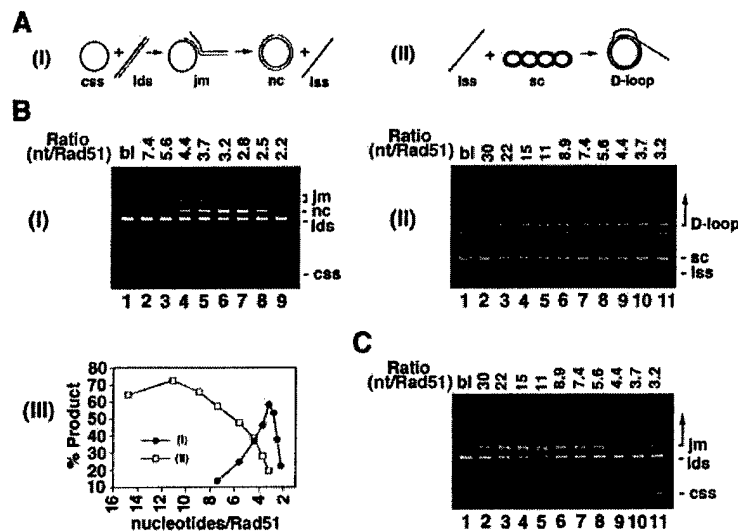 A
(I)
css + lds jm nc + lss
(II)
lss + sc D-loop
B
Ratio
(nt/Rad51)
bl 7.4 5.6 4.4 3.7 3.2 2.8 2.5 2.2
(I)
jm
nc
lds
css
1 2 3 4 5 6 7 8 9
Ratio
(nt/Rad51)
bl 30 22 15 11 8.9 7.4 5.6 4.4 3.7 3.2
(II)
D-loop
sc
lss
1 2 3 4 5 6 7 8 9 10 11
(III)
% Product
80
70
60
50
40
30
20
10
(I)
(II)
16 14 12 10 8 6 4 2
nucleotides/Rad51
C
Ratio
(nt/Rad51)
bl 30 22 15 11 8.9 7.4 5.6 4.4 3.7 3.2
jm
lds
css
1 2 3 4 5 6 7 8 9 10 11